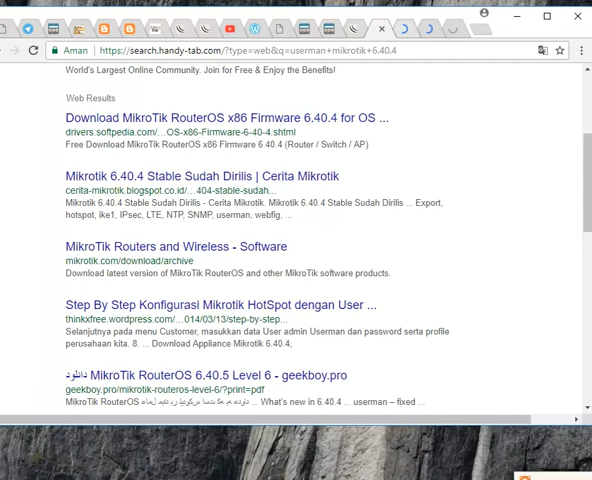 Aman
https://search.handy-tab.com/?type=web&q=userman+mikrotik+6.40.4
World's Largest Online Community. Join for Free & Enjoy the Benefits!
Web Results
Download MikroTik RouterOS x86 Firmware 6.40.4 for OS ...
drivers.softpedia.com/…OS-x86-Firmware-6-40-4.shtml
Free Download MikroTik RouterOS x86 Firmware 6.40.4 (Router / Switch / AP)
Mikrotik 6.40.4 Stable Sudah Dirilis | Cerita Mikrotik
cerita-mikrotik.blogspot.co.id/…404-stable-sudah...
Mikrotik 6.40.4 Stable Sudah Dirilis - Cerita Mikrotik. Mikrotik 6.40.4 Stable Sudah Dirilis ... Export,
hotspot, ike1, IPsec, LTE, NTP, SNMP, userman, webfig, ...
MikroTik Routers and Wireless - Software
mikrotik.com/download/archive
Download latest version of MikroTik RouterOS and other MikroTik software products.
Step By Step Konfigurasi Mikrotik HotSpot dengan User ...
thinkxfree.wordpress.com/…014/03/13/step-by-step...
Selanjutnya pada menu Customer, masukkan data User admin Userman dan password serta profile
perusahaan kita. 8. ... Download Appliance Mikrotik 6.40.4;
دانلود MikroTik RouterOS 6.40.5 Level 6 - geekboy.pro
geekboy.pro/mikrotik-routeros-level-6/?print=pdf
MikroTik RouterOS ... What's new in 6.40.4 ... userman – fixed ...